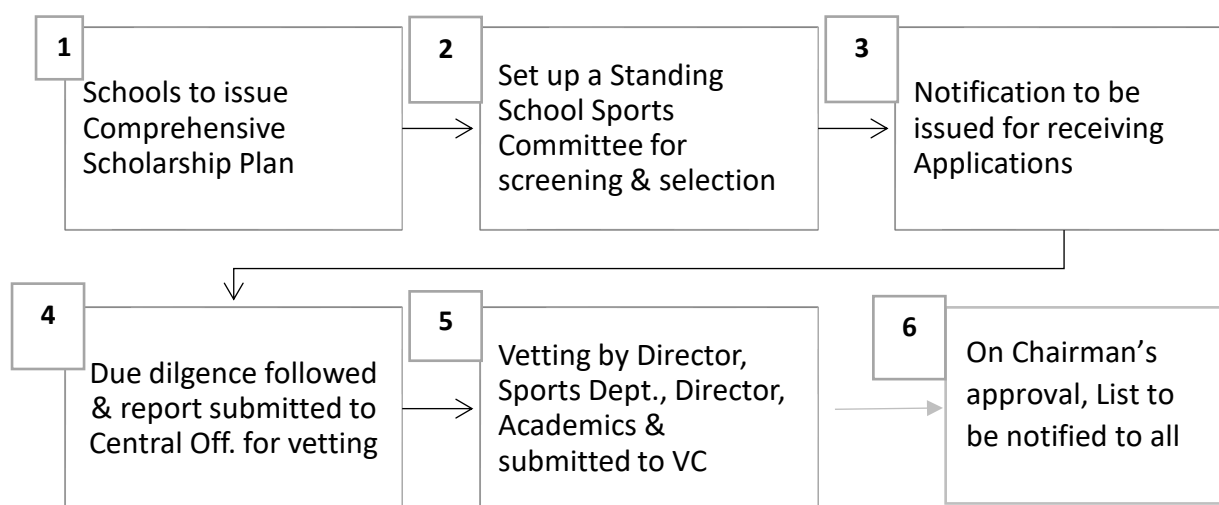 1
Schools to issue
Comprehensive
Scholarship Plan
2
Set up a Standing
School Sports
Committee for
screening & selection
3
Notification to be
issued for receiving
Applications
4
Due dilgence followed
& report submitted to
Central Off. for vetting
5
Vetting by Director,
Sports Dept., Director,
Academics &
submitted to VC
6
On Chairman’s
approval, List to
be notified to all